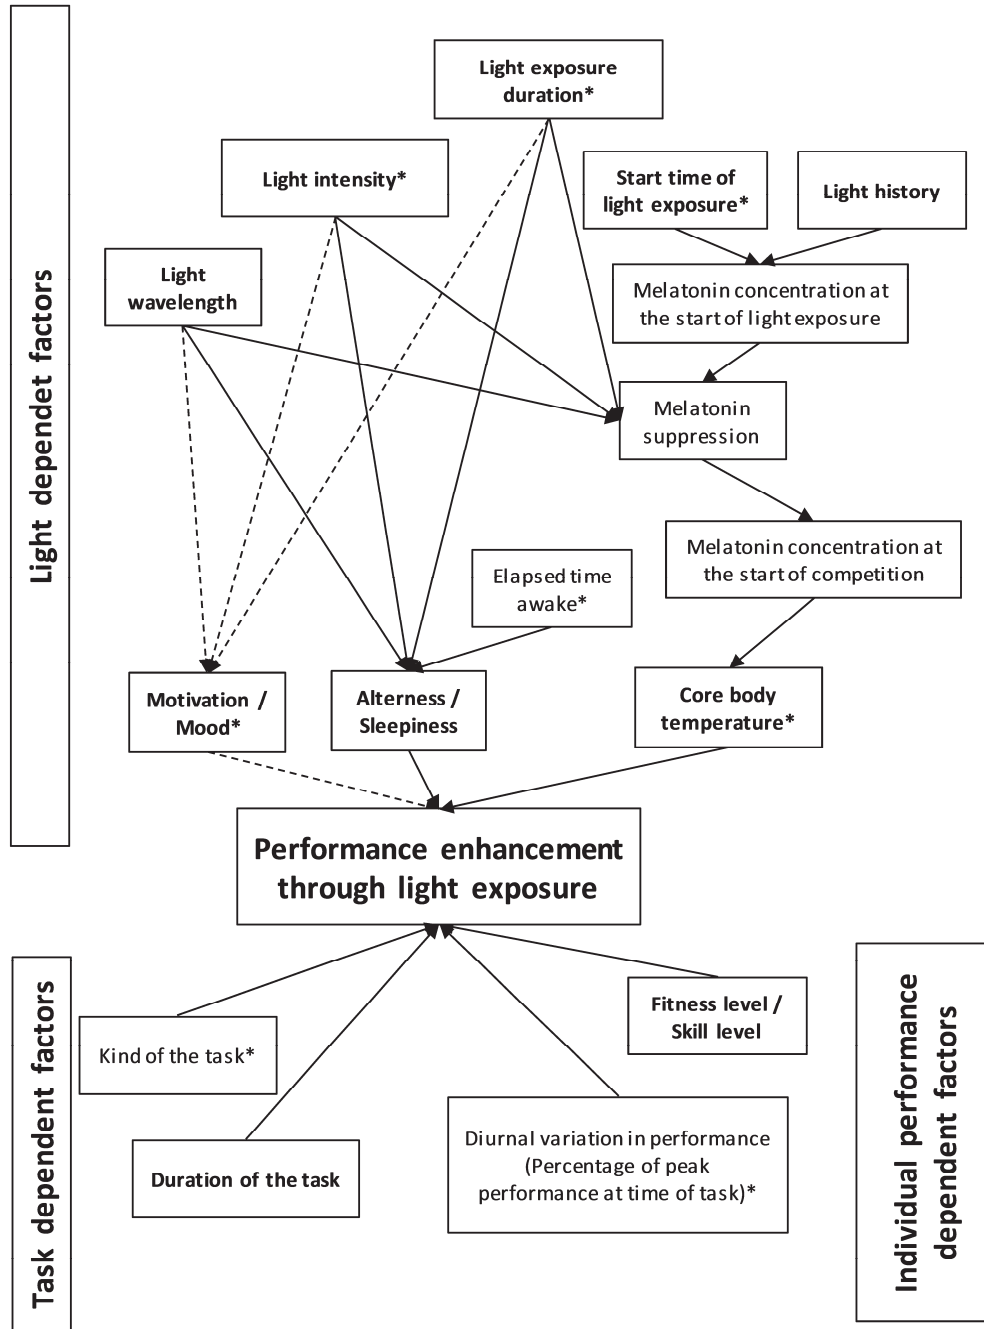 Light dependet factors
Light exposure
duration*
Light intensity*
Start time of
light exposure*
Light history
Light
wavelength
Melatonin concentration at
the start of light exposure
Melatonin
suppression
Melatonin concentration at
the start of competition
Elapsed time
awake*
Motivation /
Mood*
Alterness /
Sleepiness
Core body
temperature*
Performance enhancement
through light exposure
Task dependent factors
Kind of the task*
Duration of the task
Fitness level /
Skill level
Diurnal variation in performance
(Percentage of peak
performance at time of task)*
Individual performance
dependent factors